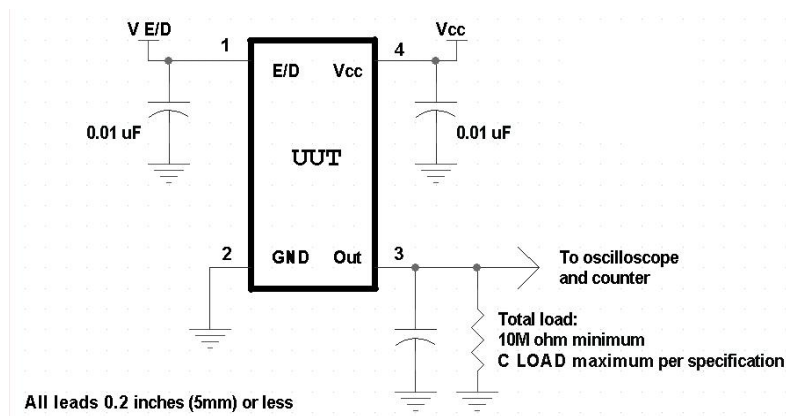 V E/D
Vcc
1
4
E/D
Vcc
0.01 uF
0.01 uF
UUT
2
GND
Out
3
To oscilloscope
and counter
Total load:
10M ohm minimum
C LOAD maximum per specification
All leads 0.2 inches (5mm) or less